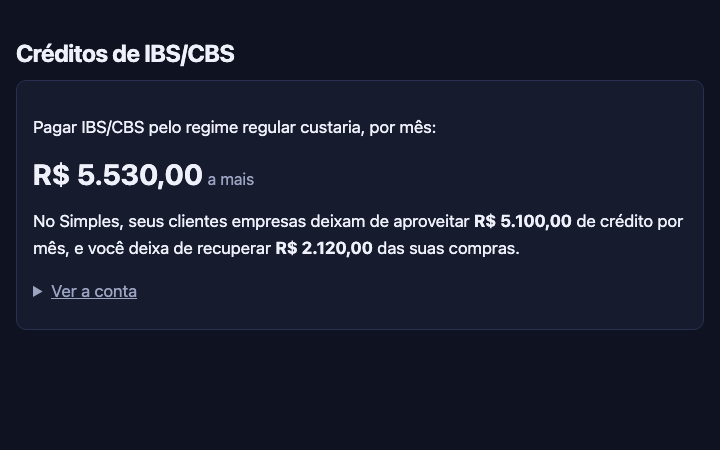 Créditos de IBS/CBS
Pagar IBS/CBS pelo regime regular custaria, por mês:
R$ 5.530,00 a mais
No Simples, seus clientes empresas deixam de aproveitar R$ 5.100,00 de crédito por
mês, e você deixa de recuperar R$ 2.120,00 das suas compras.
Ver a conta